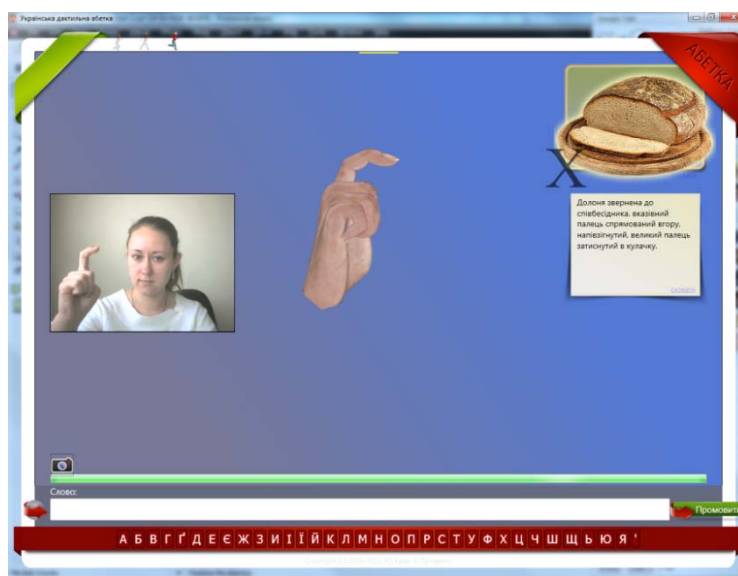 Українська дактильна абетка
АБЕТКА
Х
Долоня звернена до
співбесідника, вказівний
палець спрямований вгору,
напівзігнутий, великий палець
затиснутий в кулачку.
Слово:
Промовити
А Б В Г Ґ Д Е Є Ж З И І Ї Й К Л М Н О П Р С Т У Ф Х Ц Ч Ш Щ Ь Ю Я '